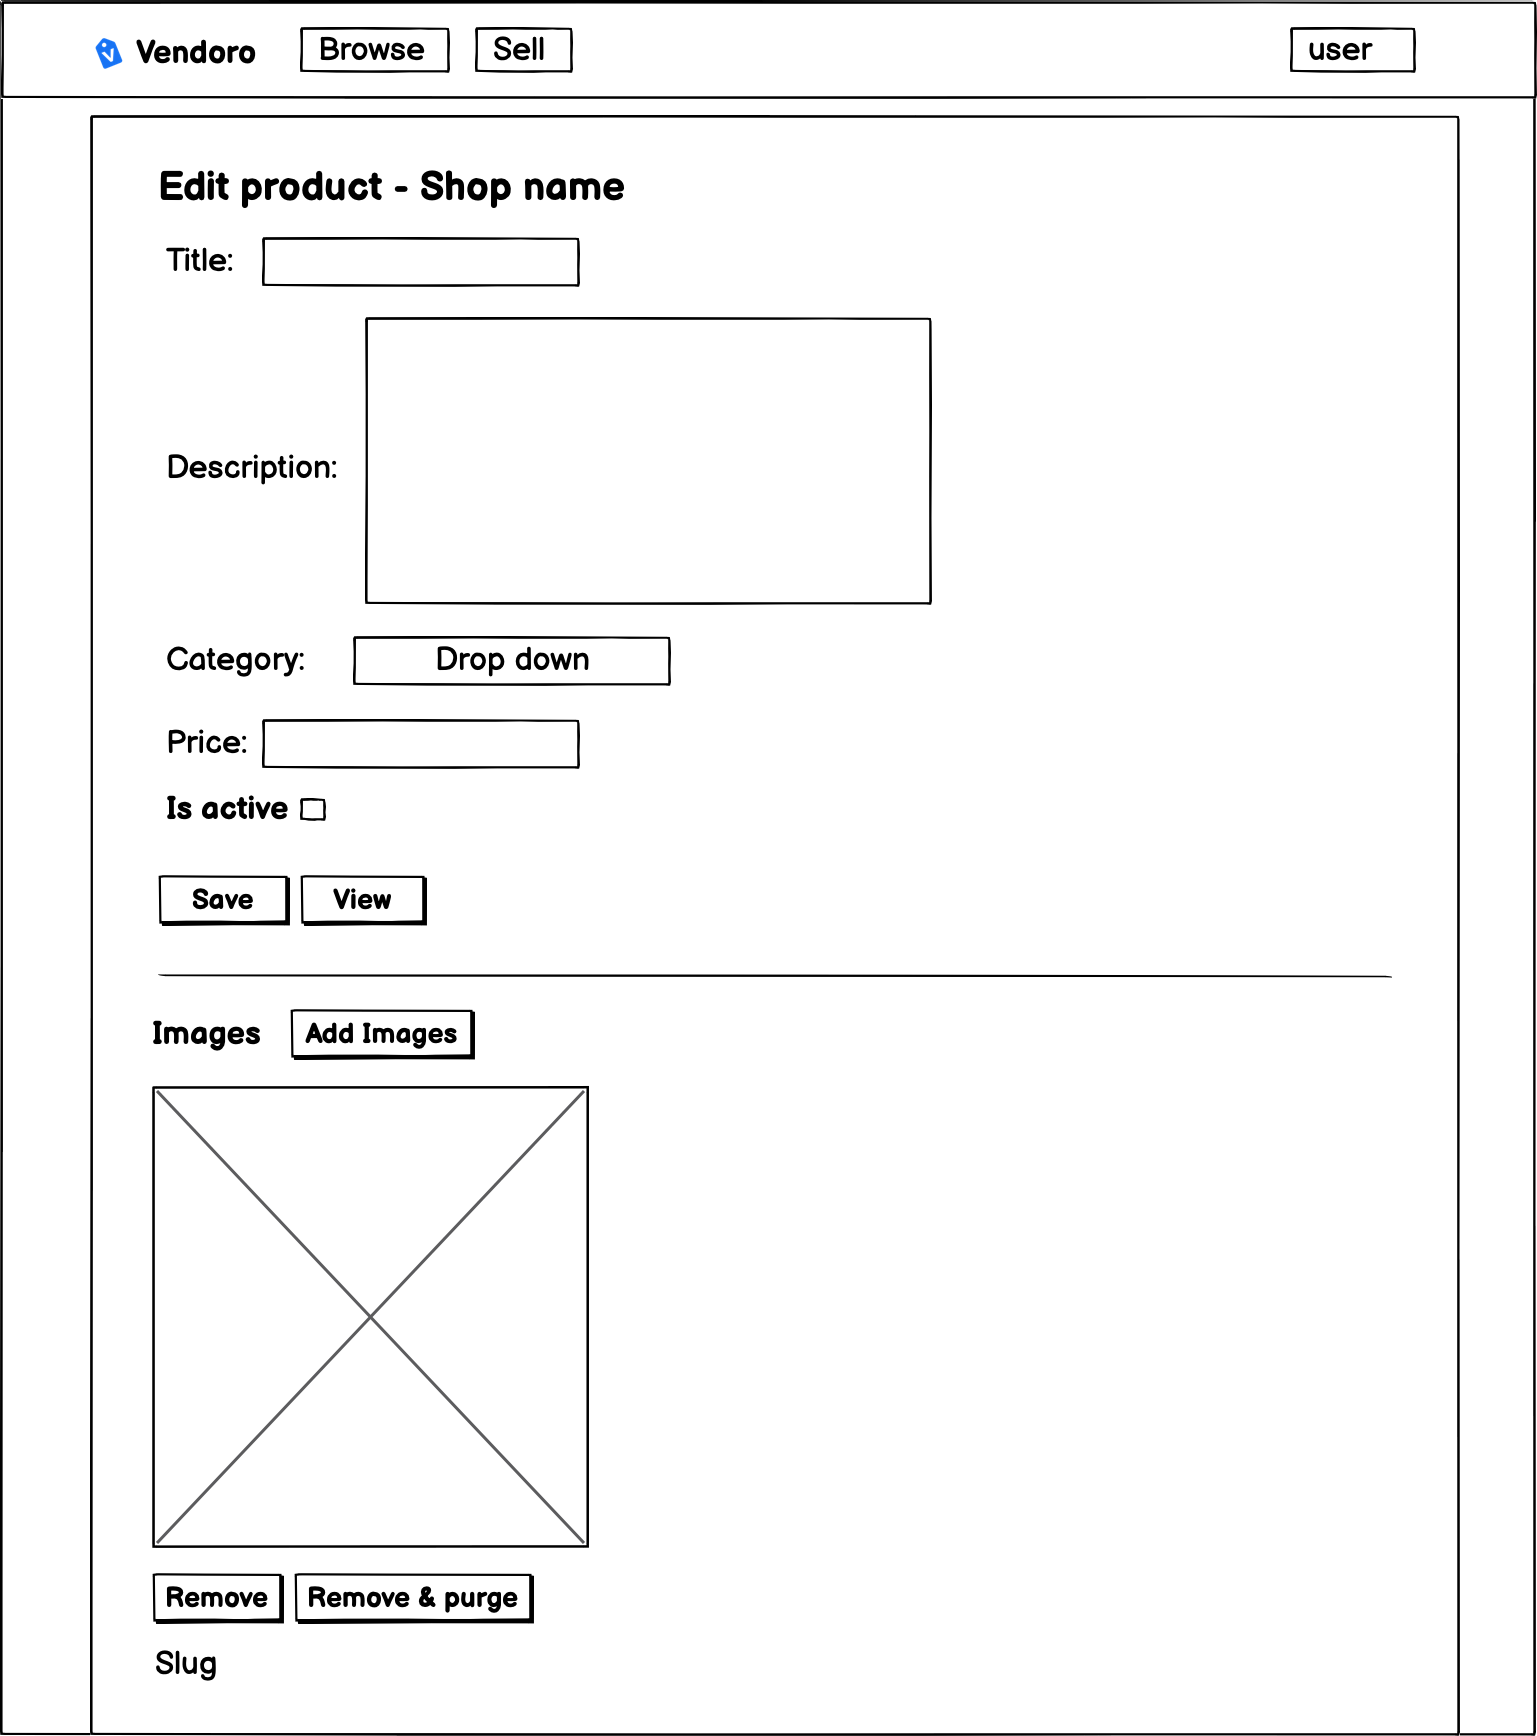 V Vendoro Browse Sell user
Edit product - Shop name
Title:
Description:
Category: Drop down
Price:
Is active
Save View
Images Add Images
Remove Remove & purge
Slug